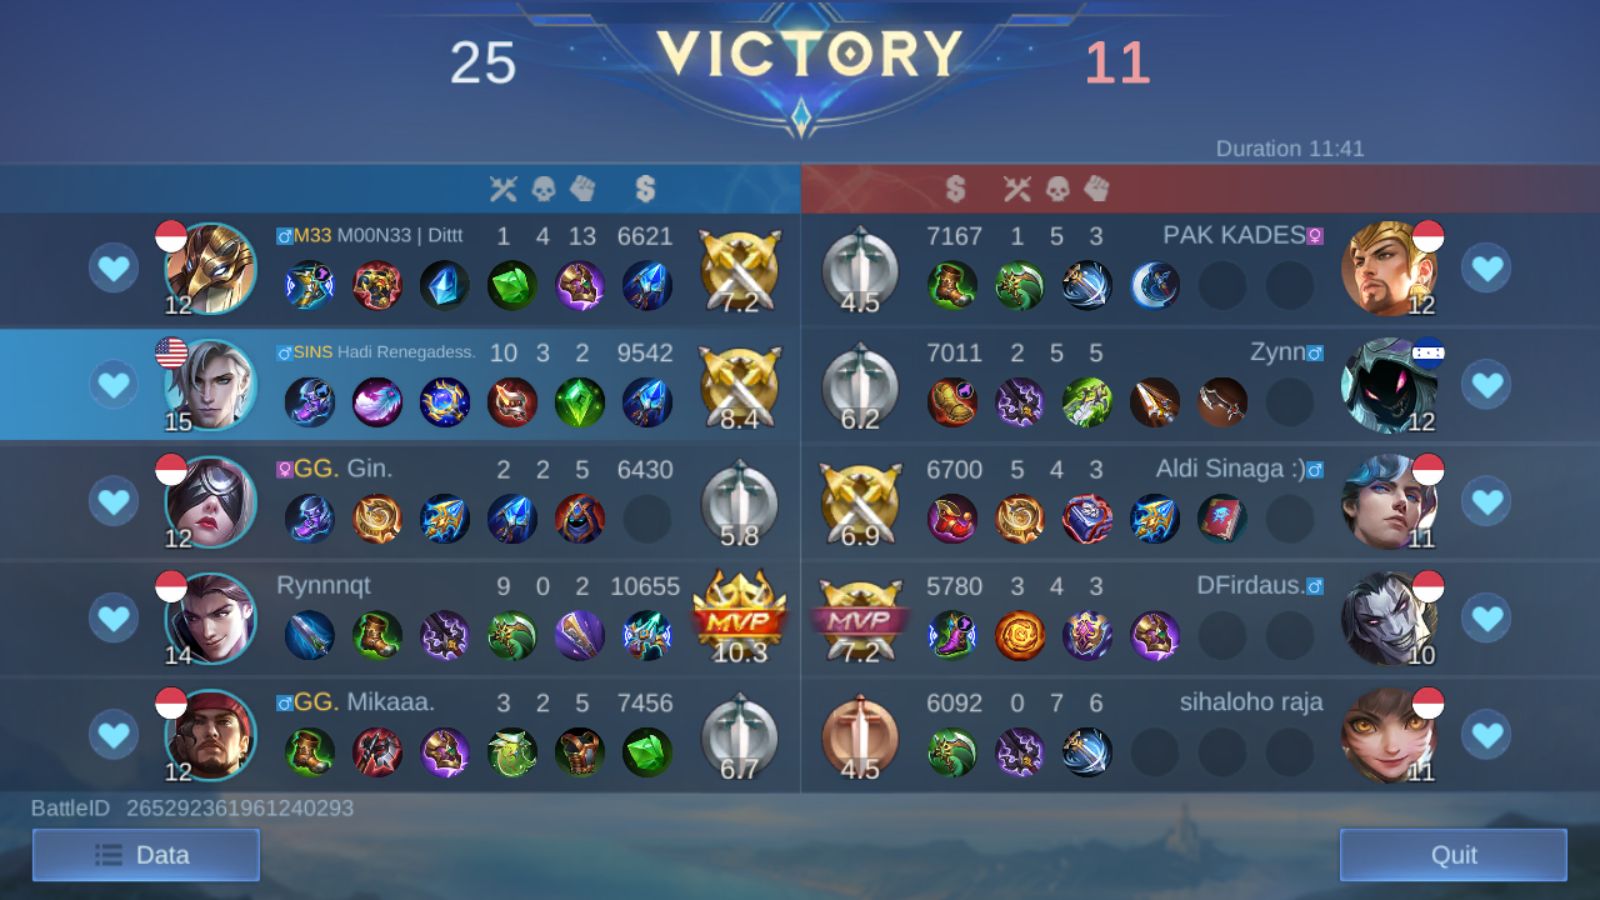 25 VICTORY 11
Duration 11:41
12 M33 M00N33 | Dittt 1 4 13 6621 7.2
4.5 7167 1 5 3 PAK KADES 12
15 SINS Hadi Renegadess. 10 3 2 9542 8.4
6.2 7011 2 5 5 Zynn 12
12 GG. Gin. 2 2 5 6430 5.8
6.9 6700 5 4 3 Aldi Sinaga :) 11
14 Rynnnqt 9 0 2 10655 MVP 10.3
MVP 7.2 5780 3 4 3 DFirdaus. 10
12 GG. Mikaaa. 3 2 5 7456 6.7
4.5 6092 0 7 6 sihaloho raja 11
BattleID 265292361961240293
Data
Quit